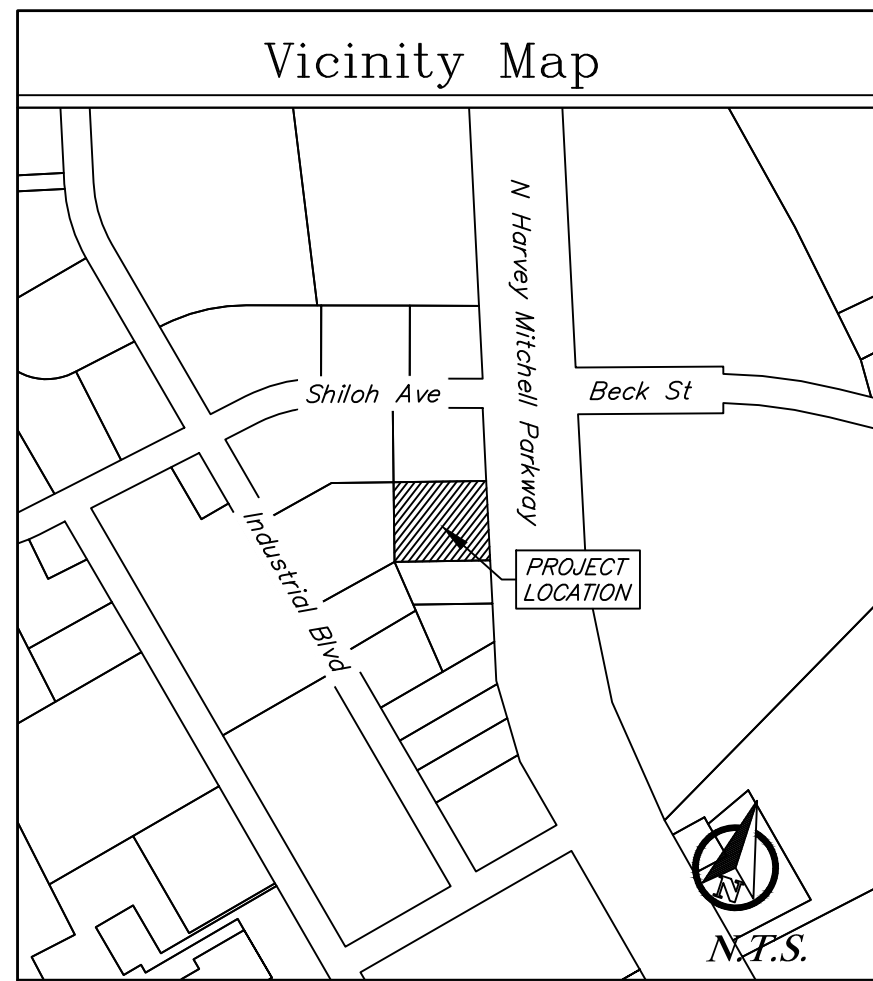 Vicinity Map
N Harvey Mitchell Parkway
Shiloh Ave
Beck St
Industrial Blvd
PROJECT
LOCATION
N
N.T.S.